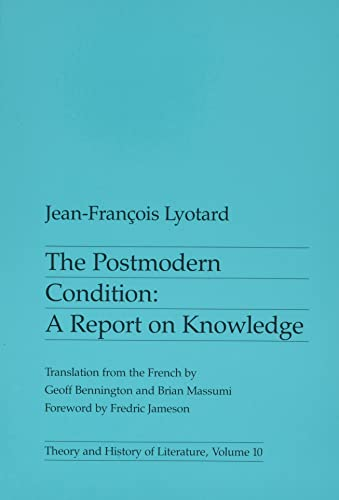 Jean-François Lyotard
The Postmodern
Condition:
A Report on Knowledge
Translation from the French by
Geoff Bennington and Brian Massumi
Foreword by Fredric Jameson
Theory and History of Literature, Volume 10